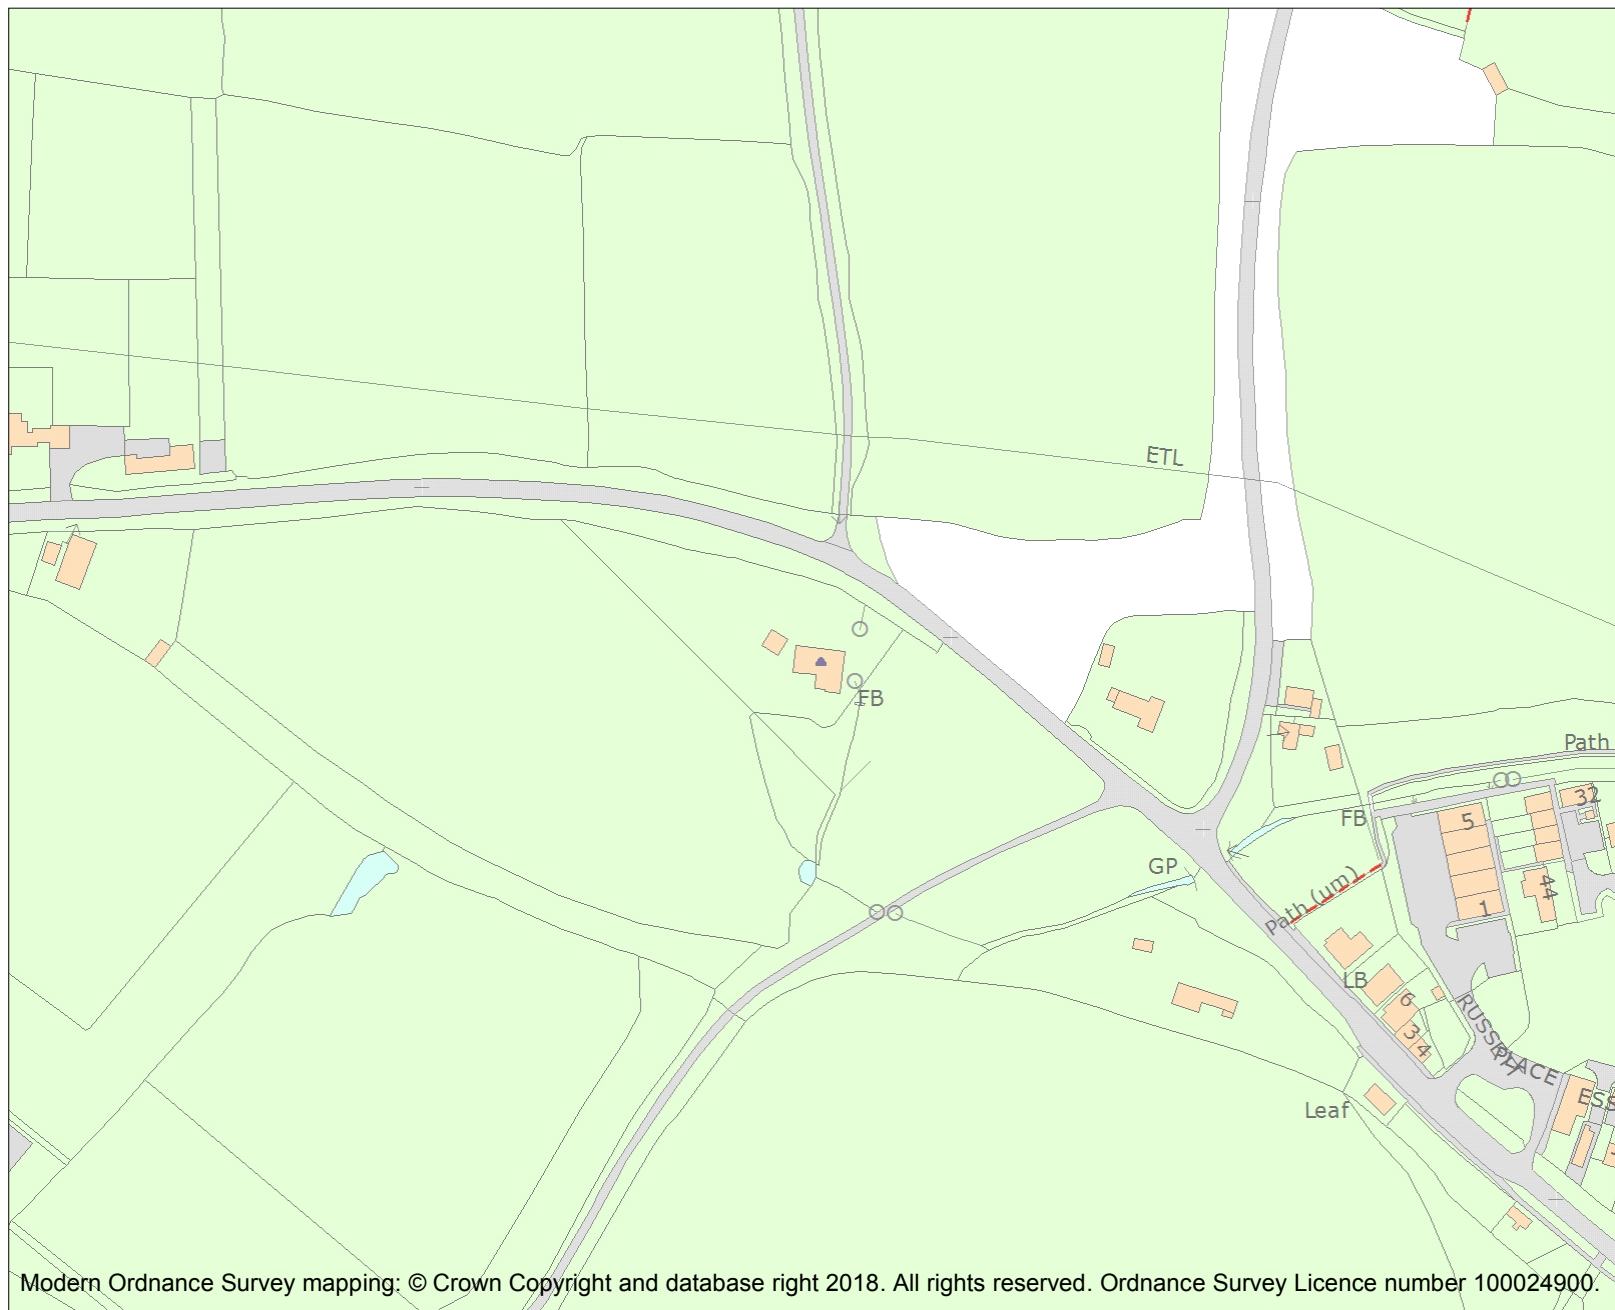 ETL
FB
Path
32
FB
5
GP
44
Path (um)
1
LB
6
3
4
RUSSELL
PLACE
Leaf
ESS
Modern Ordnance Survey mapping: © Crown Copyright and database right 2018. All rights reserved. Ordnance Survey Licence number 100024900.